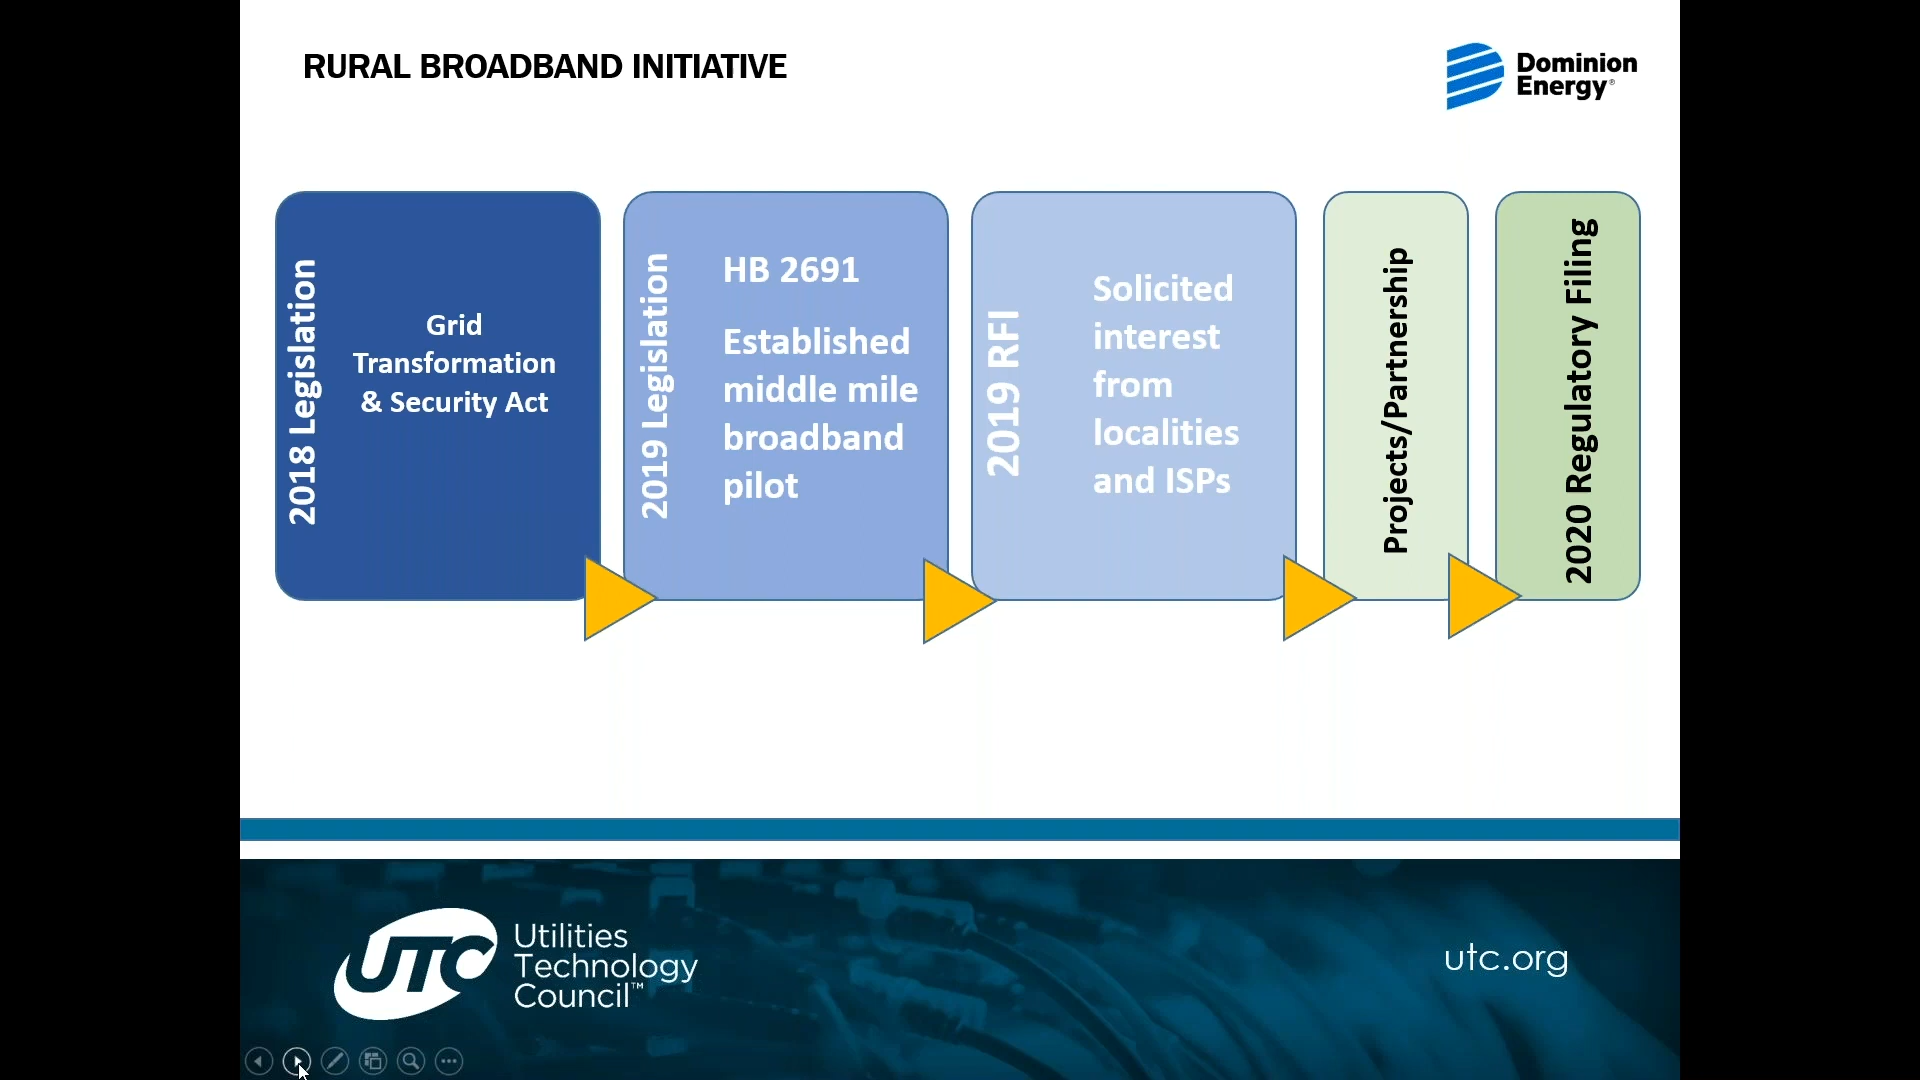 RURAL BROADBAND INITIATIVE
Dominion
Energy®
2018 Legislation
Grid
Transformation
& Security Act
2019 Legislation
HB 2691
Established
middle mile
broadband
pilot
2019 RFI
Solicited
interest
from
localities
and ISPs
Projects/Partnership
2020 Regulatory Filing
UTC
Utilities
Technology
Council™
utc.org